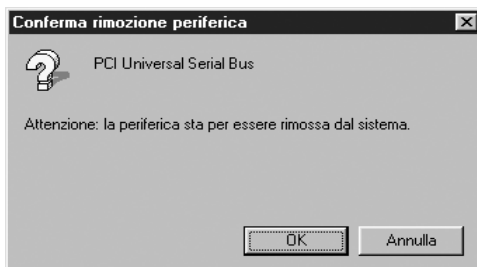 Conferma rimozione periferica
PCI Universal Serial Bus
Attenzione: la periferica sta per essere rimossa dal sistema.
OK
Annulla